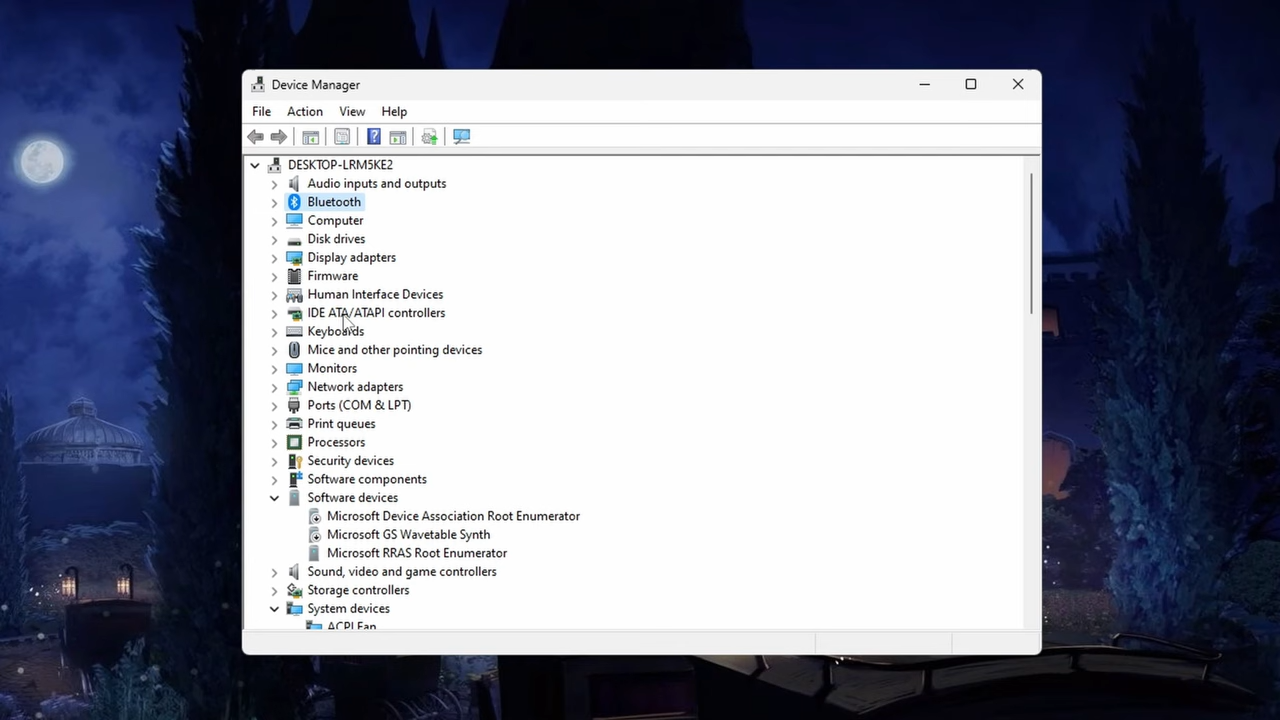 Device Manager
File Action View Help
DESKTOP-LRM5KE2
Audio inputs and outputs
Bluetooth
Computer
Disk drives
Display adapters
Firmware
Human Interface Devices
IDE ATA/ATAPI controllers
Keyboards
Mice and other pointing devices
Monitors
Network adapters
Ports (COM & LPT)
Print queues
Processors
Security devices
Software components
Software devices
Microsoft Device Association Root Enumerator
Microsoft GS Wavetable Synth
Microsoft RRAS Root Enumerator
Sound, video and game controllers
Storage controllers
System devices
ACPI Fan